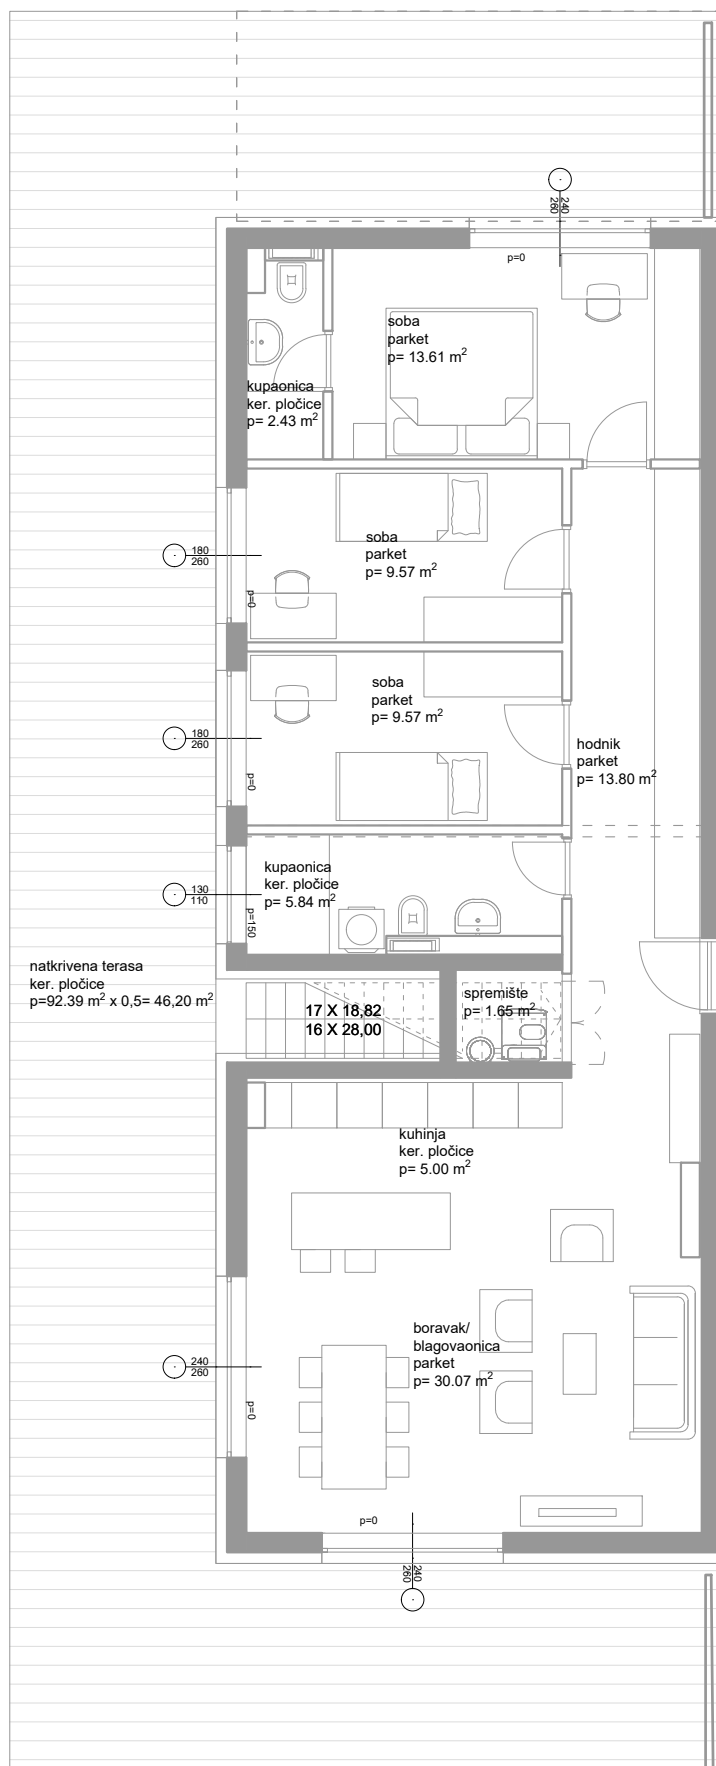 240
260
p=0
soba
parket
p= 13.61 m²
kupaonica
ker. pločice
p= 2.43 m²
soba
parket
p= 9.57 m²
180
260
p=0
soba
parket
p= 9.57 m²
180
260
p=0
hodnik
parket
p= 13.80 m²
kupaonica
ker. pločice
p= 5.84 m²
130
110
p=150
natkrivena terasa
ker. pločice
p=92.39 m² x 0,5= 46,20 m²
17 X 18,82
16 X 28,00
spremište
p= 1.65 m²
kuhinja
ker. pločice
p= 5.00 m²
boravak/
blagovaonica
parket
p= 30.07 m²
240
260
p=0
p=0
240
260